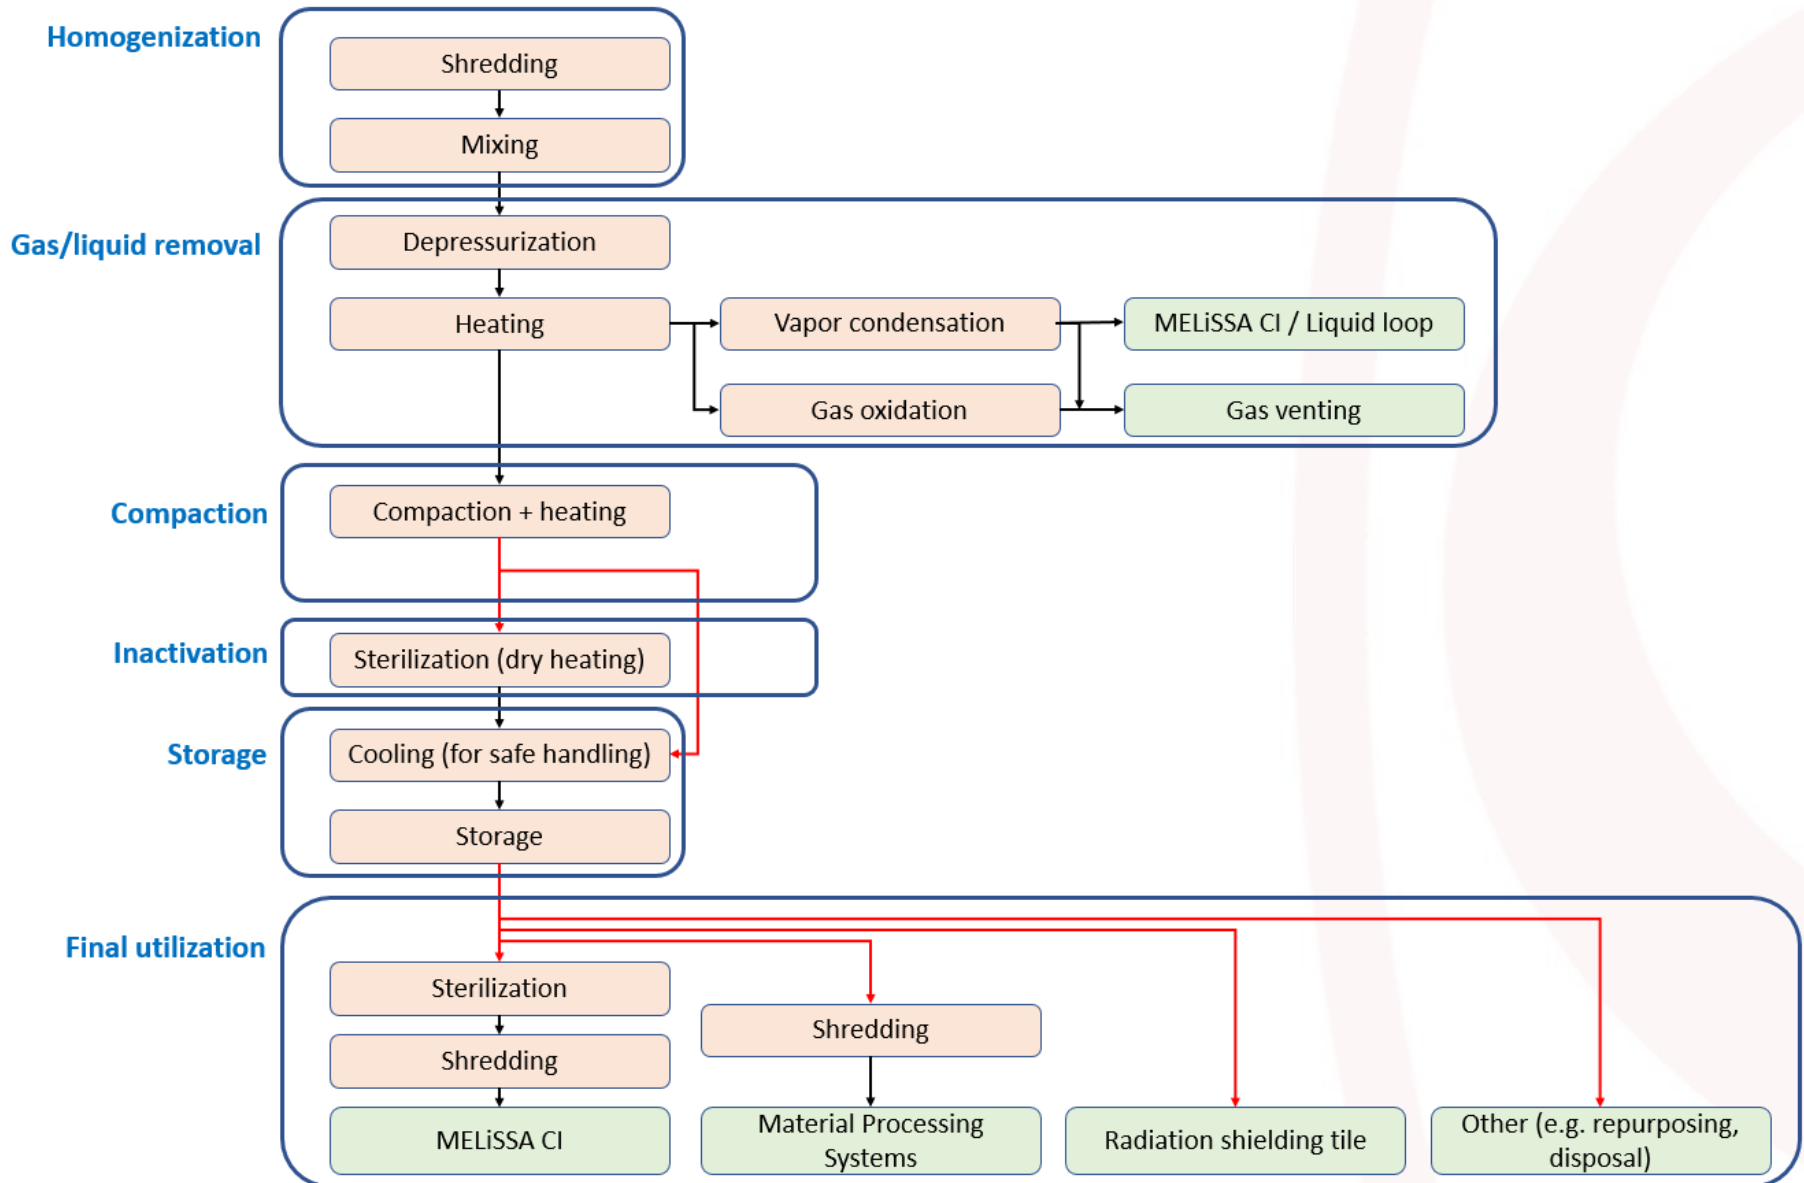 Homogenization
Shredding
Mixing
Gas/liquid removal
Depressurization
Heating
Vapor condensation
MELiSSA CI / Liquid loop
Gas oxidation
Gas venting
Compaction
Compaction + heating
Inactivation
Sterilization (dry heating)
Storage
Cooling (for safe handling)
Storage
Final utilization
Sterilization
Shredding
MELiSSA CI
Shredding
Material Processing
Systems
Radiation shielding tile
Other (e.g. repurposing,
disposal)